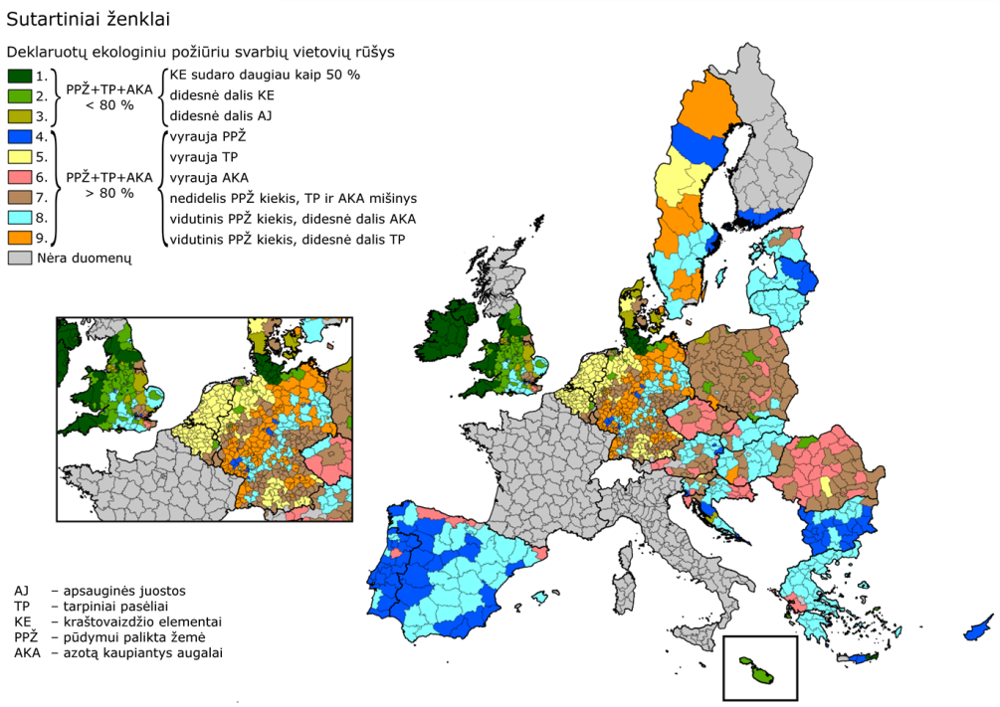 Sutartiniai ženklai
Deklaruotų ekologiniu požiūriu svarbių vietovių rūšys
1.
2.
3.
PPŽ+TP+AKA
< 80 %
KE sudaro daugiau kaip 50 %
didesnė dalis KE
didesnė dalis AJ
4.
5.
6.
7.
8.
9.
PPŽ+TP+AKA
> 80 %
vyrauja PPŽ
vyrauja TP
vyrauja AKA
nedidelis PPŽ kiekis, TP ir AKA mišinys
vidutinis PPŽ kiekis, didesnė dalis AKA
vidutinis PPŽ kiekis, didesnė dalis TP
Nėra duomenų
AJ – apsauginės juostos
TP – tarpiniai pasėliai
KE – kraštovaizdžio elementai
PPŽ – pūdymui palikta žemė
AKA – azotą kaupiantys augalai